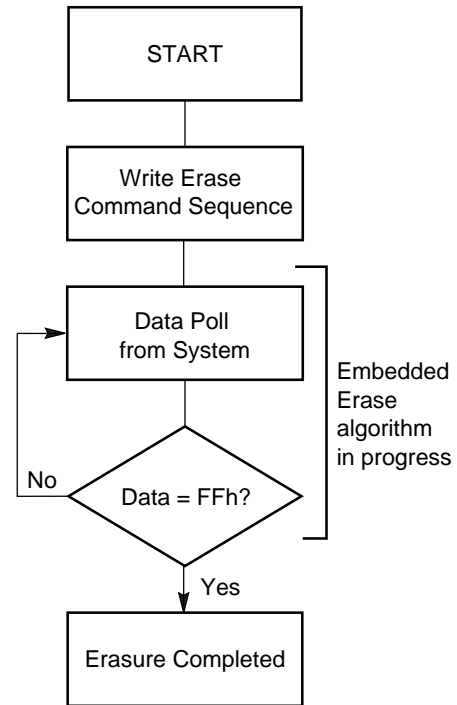 START
Write Erase
Command Sequence
Data Poll
from System
Embedded
Erase
algorithm
in progress
No
Data = FFh?
Yes
Erasure Completed